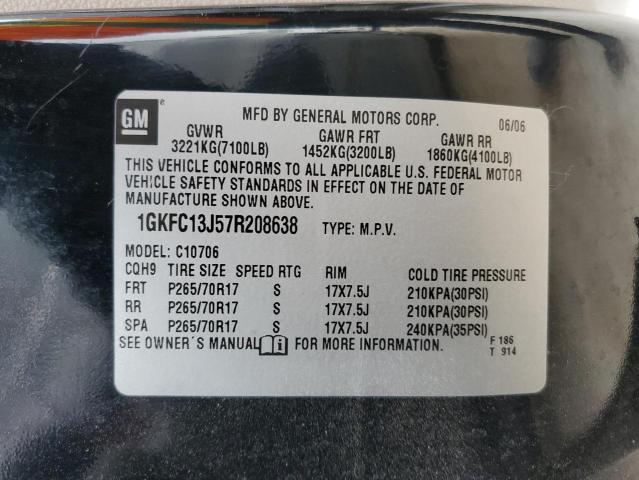 GM ®
MFD BY GENERAL MOTORS CORP. 06/06
GVWR GAWR FRT GAWR RR
3221KG(7100LB) 1452KG(3200LB) 1860KG(4100LB)
THIS VEHICLE CONFORMS TO ALL APPLICABLE U.S. FEDERAL MOTOR
VEHICLE SAFETY STANDARDS IN EFFECT ON THE DATE OF
MANUFACTURE SHOWN ABOVE.
1GKFC13J57R208638 TYPE: M.P.V.
MODEL: C10706
CQH9 TIRE SIZE SPEED RTG RIM COLD TIRE PRESSURE
FRT P265/70R17 S 17X7.5J 210KPA(30PSI)
RR P265/70R17 S 17X7.5J 210KPA(30PSI)
SPA P265/70R17 S 17X7.5J 240KPA(35PSI)
SEE OWNER´S MANUAL i FOR MORE INFORMATION. F 186
T 914